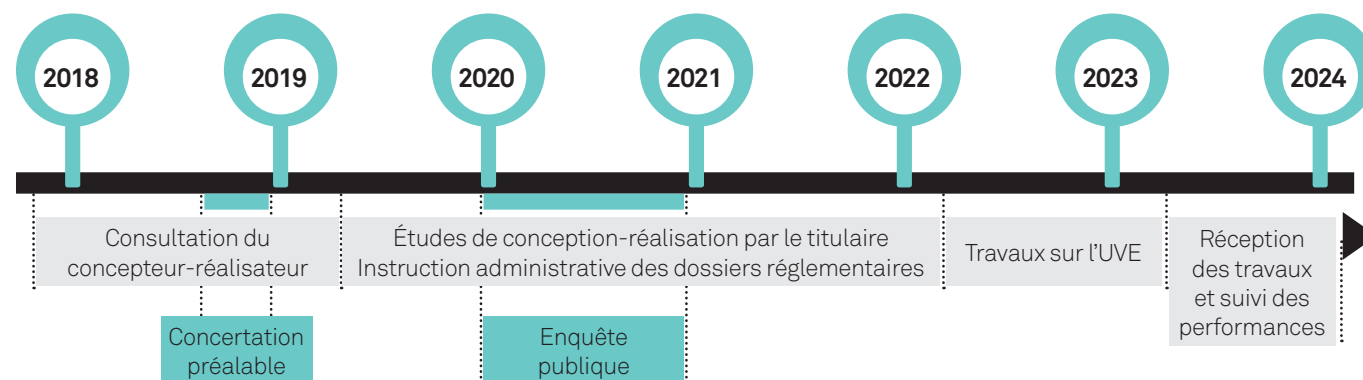 2018
2019
2020
2021
2022
2023
2024
Consultation du
concepteur-réalisateur
Études de conception-réalisation par le titulaire
Instruction administrative des dossiers réglementaires
Travaux sur l’UVE
Réception
des travaux
et suivi des
performances
Concertation
préalable
Enquête
publique